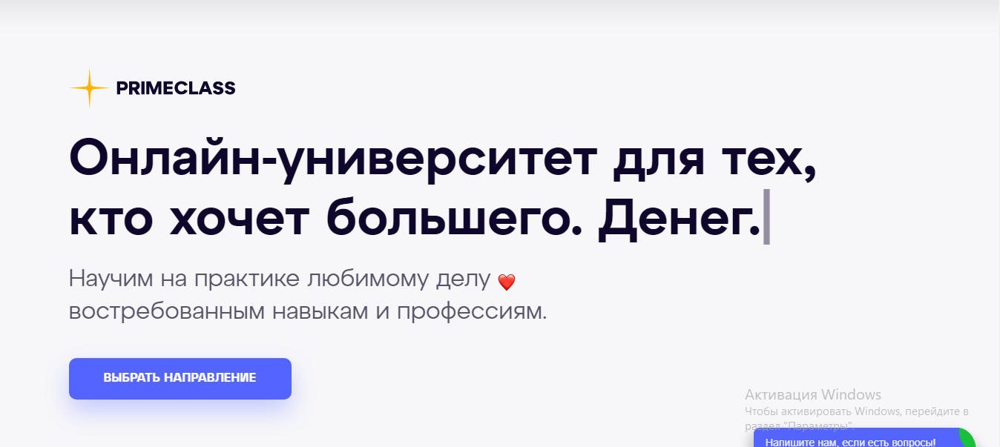 PRIMECLASS
Онлайн-университет для тех,
кто хочет большего. Денег.
Научим на практике любимому делу
востребованным навыкам и профессиям.
ВЫБРАТЬ НАПРАВЛЕНИЕ
Активация Windows
Чтобы активировать Windows, перейдите в
раздел "Параметры".
Напишите нам, если есть вопросы!